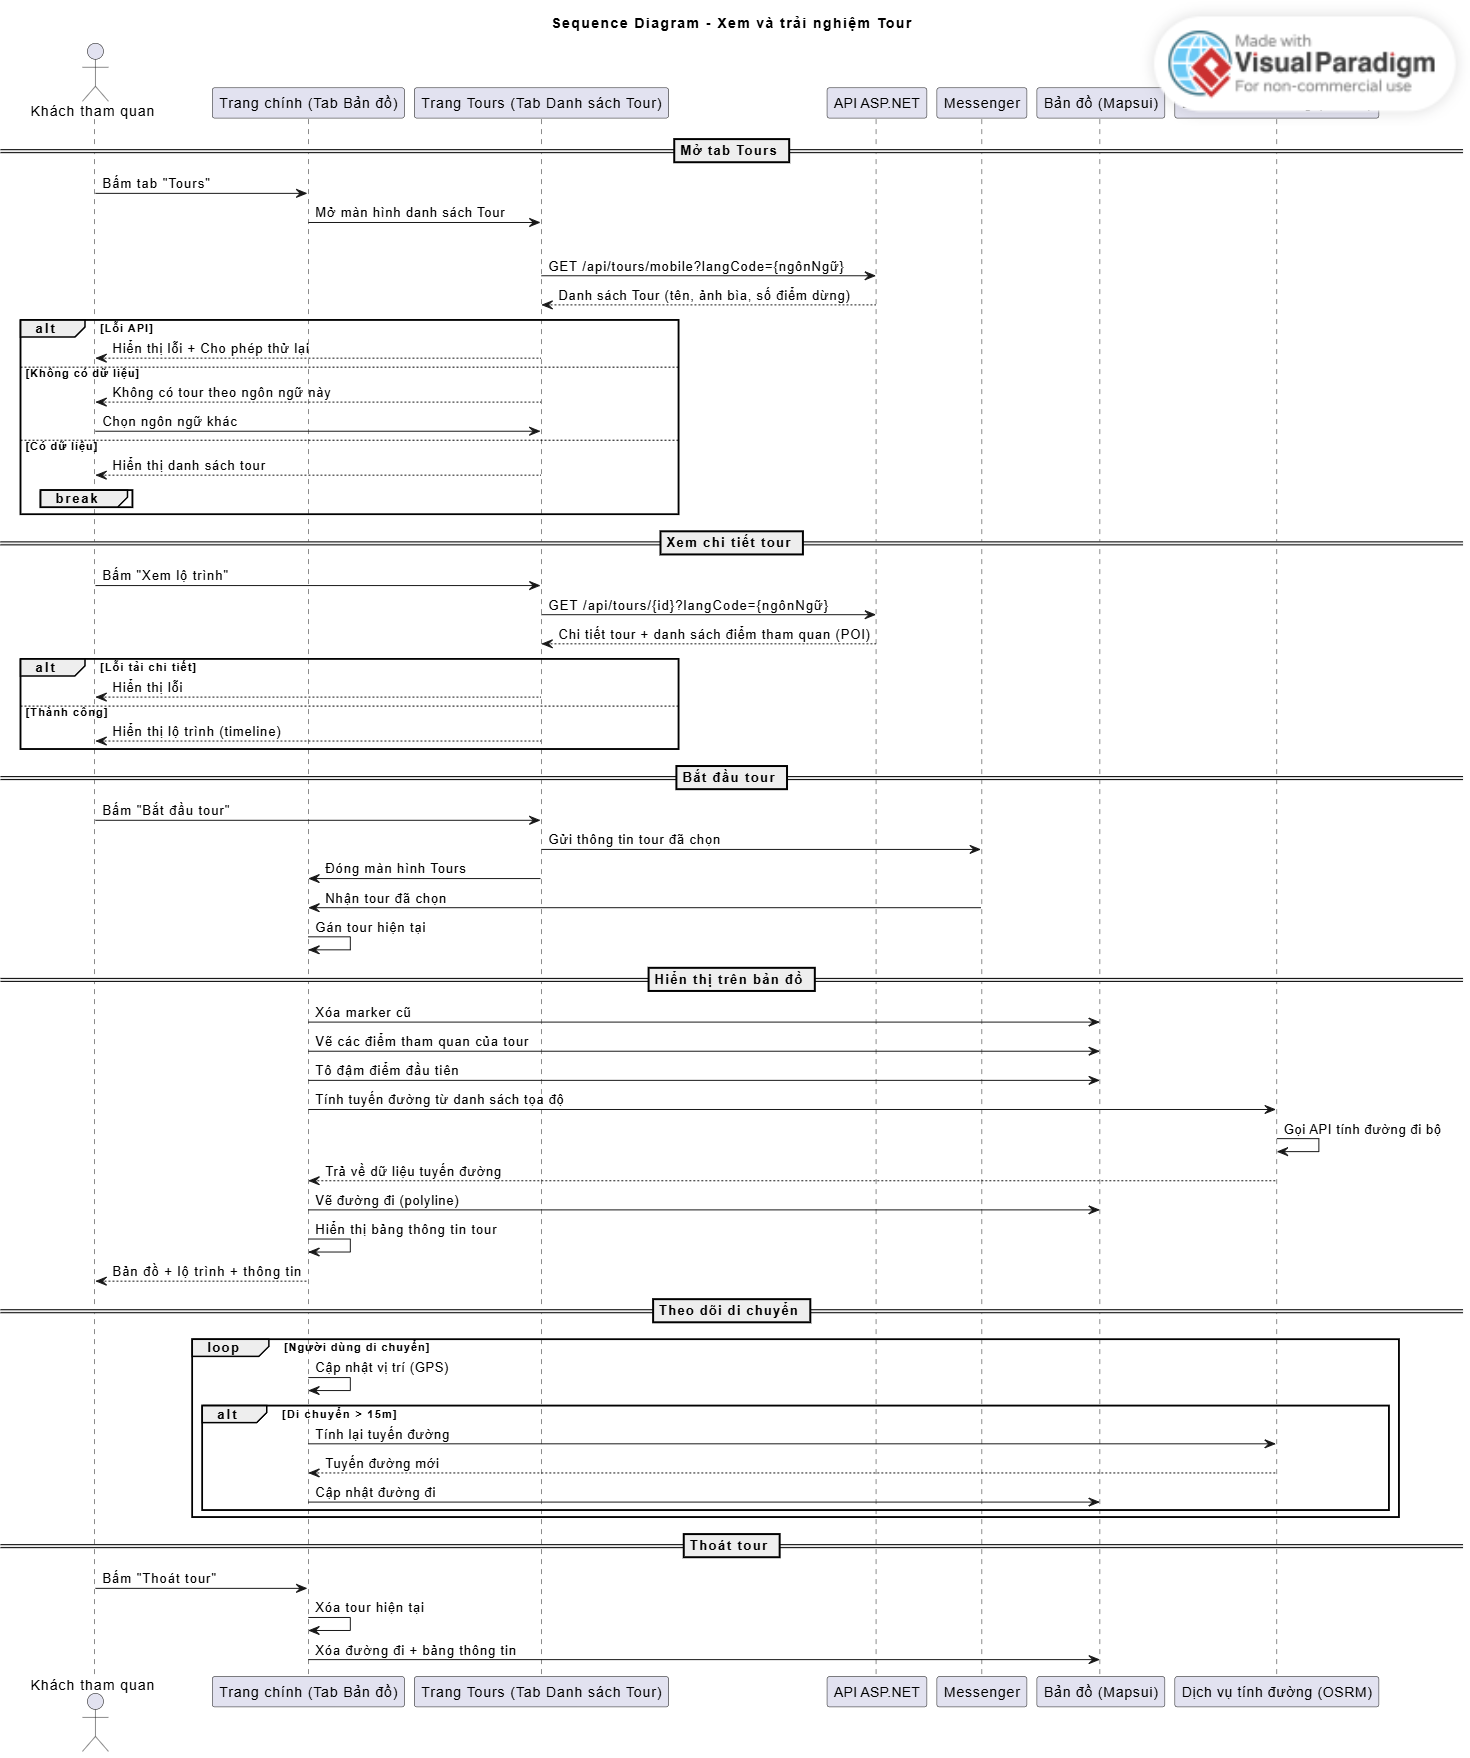 Sequence Diagram - Xem và trải nghiệm Tour
Made with
Visual Paradigm
For non-commercial use
Khách tham quan
Trang chính (Tab Bản đồ)
Trang Tours (Tab Danh sách Tour)
API ASP.NET
Messenger
Bản đồ (Mapsui)
Mở tab Tours
Bấm tab "Tours"
Mở màn hình danh sách Tour
GET /api/tours/mobile?langCode={ngônNgữ}
Danh sách Tour (tên, ảnh bìa, số điểm dừng)
alt [Lỗi API]
Hiển thị lỗi + Cho phép thử lại
[Không có dữ liệu]
Không có tour theo ngôn ngữ này
Chọn ngôn ngữ khác
[Có dữ liệu]
Hiển thị danh sách tour
break
Xem chi tiết tour
Bấm "Xem lộ trình"
GET /api/tours/{id}?langCode={ngônNgữ}
Chi tiết tour + danh sách điểm tham quan (POI)
alt [Lỗi tải chi tiết]
Hiển thị lỗi
[Thành công]
Hiển thị lộ trình (timeline)
Bắt đầu tour
Bấm "Bắt đầu tour"
Gửi thông tin tour đã chọn
Đóng màn hình Tours
Nhận tour đã chọn
Gán tour hiện tại
Hiển thị trên bản đồ
Xóa marker cũ
Vẽ các điểm tham quan của tour
Tô đậm điểm đầu tiên
Tính tuyến đường từ danh sách tọa độ
Gọi API tính đường đi bộ
Trả về dữ liệu tuyến đường
Vẽ đường đi (polyline)
Hiển thị bảng thông tin tour
Bản đồ + lộ trình + thông tin
Theo dõi di chuyển
loop [Người dùng di chuyển]
Cập nhật vị trí (GPS)
alt [Di chuyển > 15m]
Tính lại tuyến đường
Tuyến đường mới
Cập nhật đường đi
Thoát tour
Bấm "Thoát tour"
Xóa tour hiện tại
Xóa đường đi + bảng thông tin
Khách tham quan
Trang chính (Tab Bản đồ)
Trang Tours (Tab Danh sách Tour)
API ASP.NET
Messenger
Bản đồ (Mapsui)
Dịch vụ tính đường (OSRM)